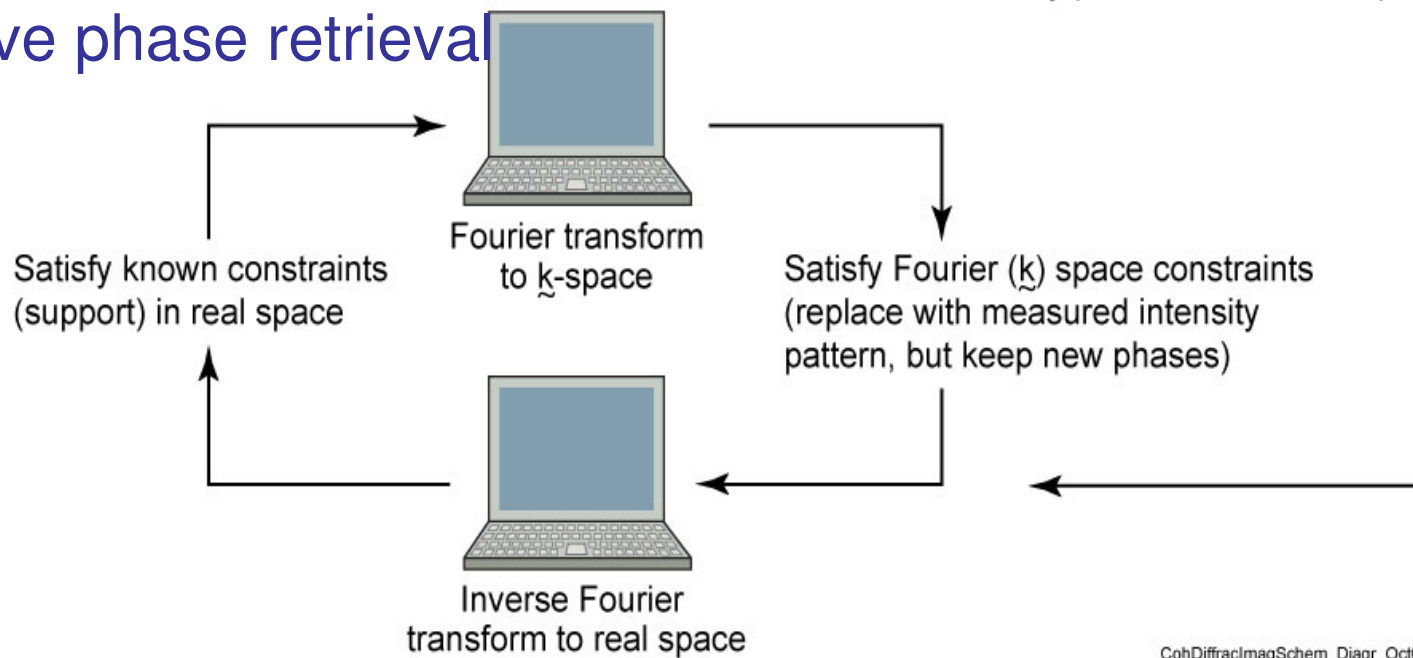 ve phase retrieval
Fourier transform
to k-space
Satisfy known constraints
(support) in real space
Satisfy Fourier (k) space constraints
(replace with measured intensity
pattern, but keep new phases)
Inverse Fourier
transform to real space
CohDiffracImagSchem_Diagr_Oct